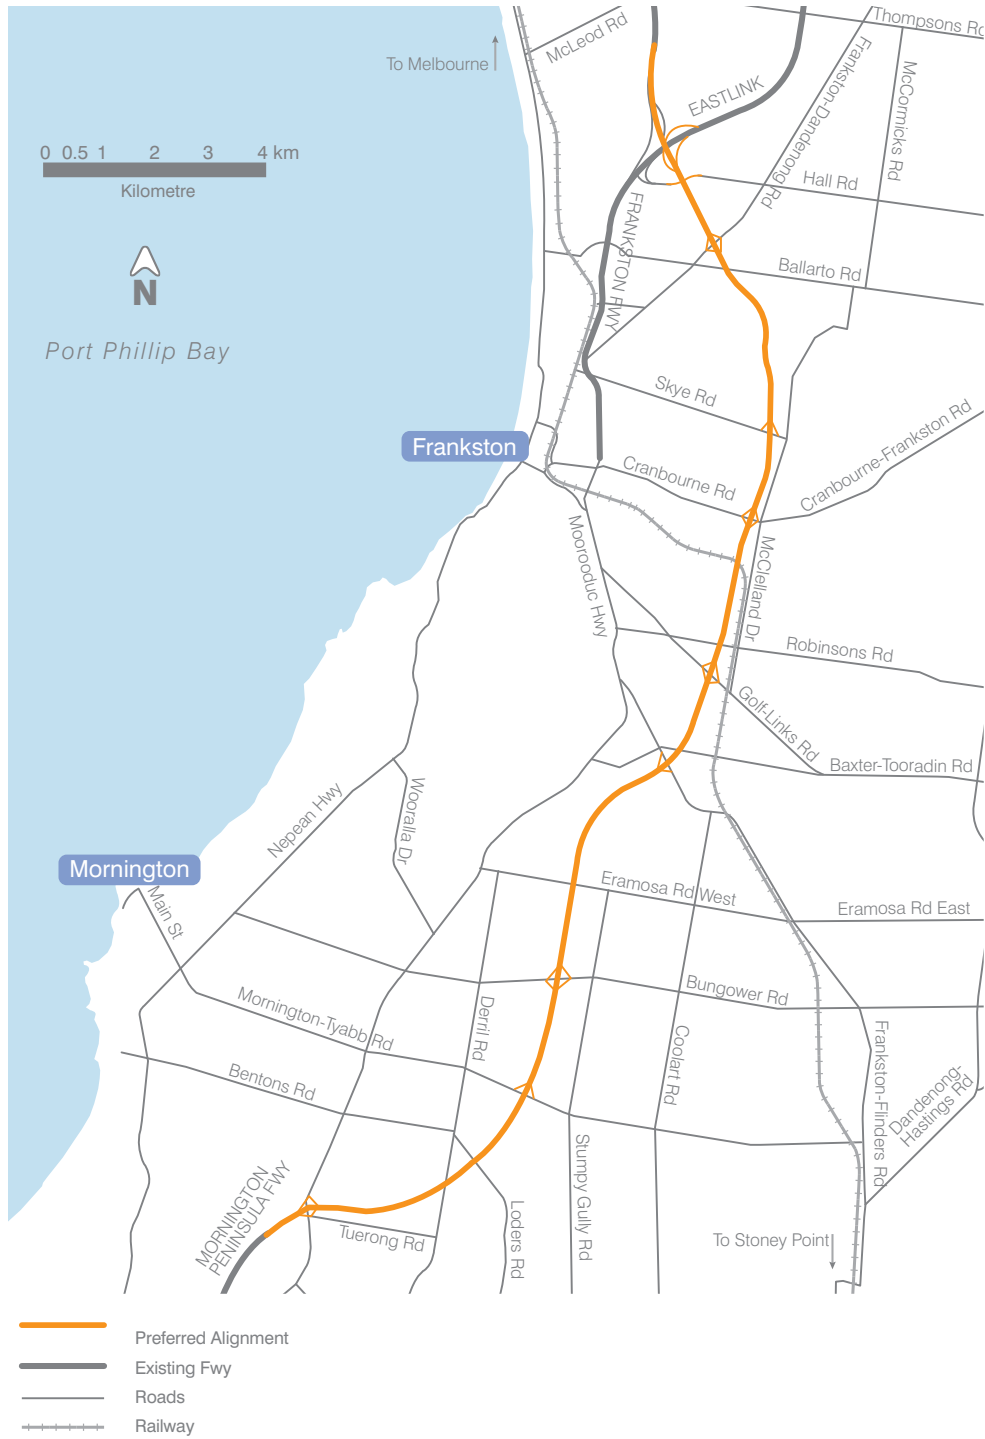 McLeod Rd
Thompsons Rd
To Melbourne
EASTLINK
Frankston-Dandenong Rd
McCormicks Rd
0 0.5 1 2 3 4 km
Kilometre
Hall Rd
FRANKSTON FWY
Ballarto Rd
N
Port Phillip Bay
Skye Rd
Frankston
Cranbourne Rd
Cranbourne-Frankston Rd
Moorooduc Hwy
McClelland Dr
Robinsons Rd
Golf-Links Rd
Baxter-Tooradin Rd
Nepean Hwy
Wooralla Dr
Mornington
Main St
Eramosa Rd West
Eramosa Rd East
Bungower Rd
Mornington-Tyabb Rd
Derril Rd
Coolart Rd
Frankston-Flinders Rd
Dandenong-
Hastings Rd
Bentons Rd
Stumpy Gully Rd
MORNINGTON
PENINSULA FWY
Loders Rd
Tuerong Rd
To Stoney Point
Preferred Alignment
Existing Fwy
Roads
Railway